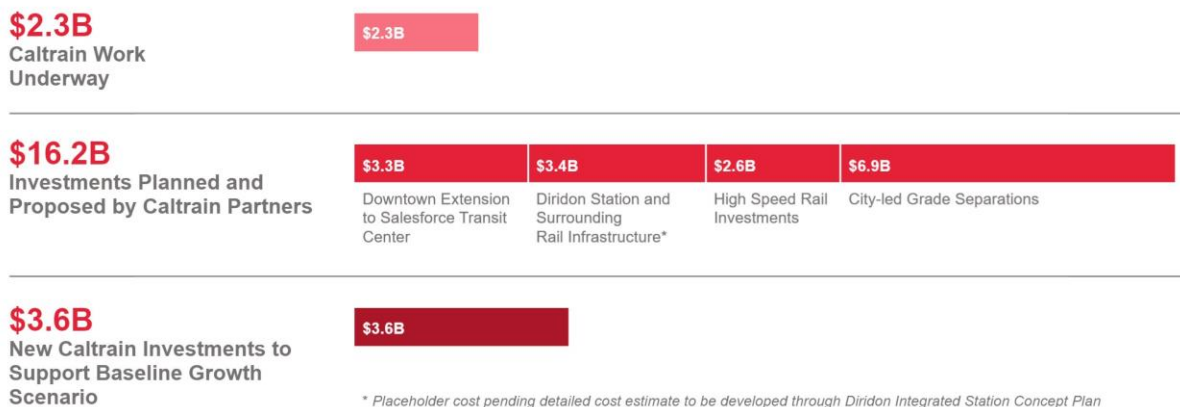 $2.3B
Caltrain Work
Underway
$2.3B
$16.2B
Investments Planned and
Proposed by Caltrain Partners
$3.3B
Downtown Extension
to Salesforce Transit
Center
$3.4B
Diridon Station and
Surrounding
Rail Infrastructure*
$2.6B
High Speed Rail
Investments
$6.9B
City-led Grade Separations
$3.6B
New Caltrain Investments to
Support Baseline Growth
Scenario
$3.6B
* Placeholder cost pending detailed cost estimate to be developed through Diridon Integrated Station Concept Plan